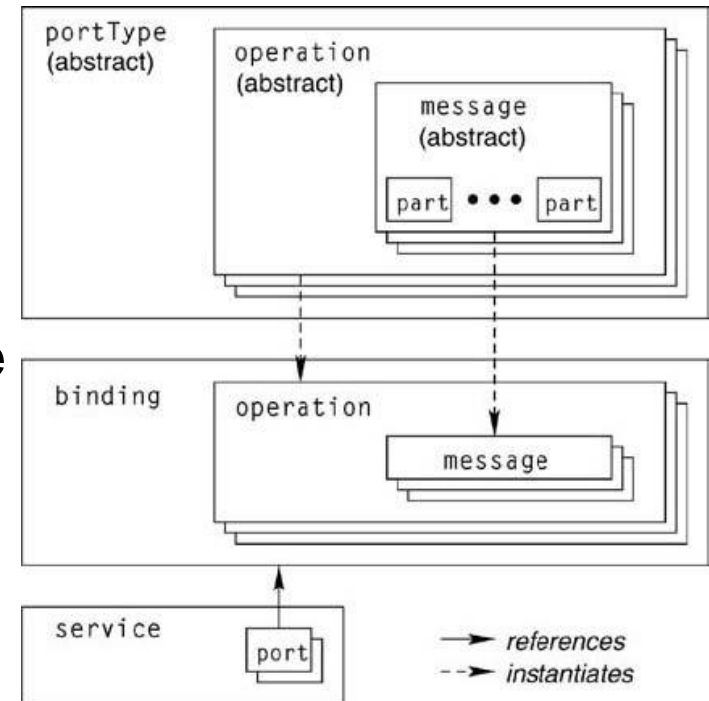 portType
(abstract)
operation
(abstract)
message
(abstract)
part ••• part
e
binding
operation
message
service
port
references
instantiates